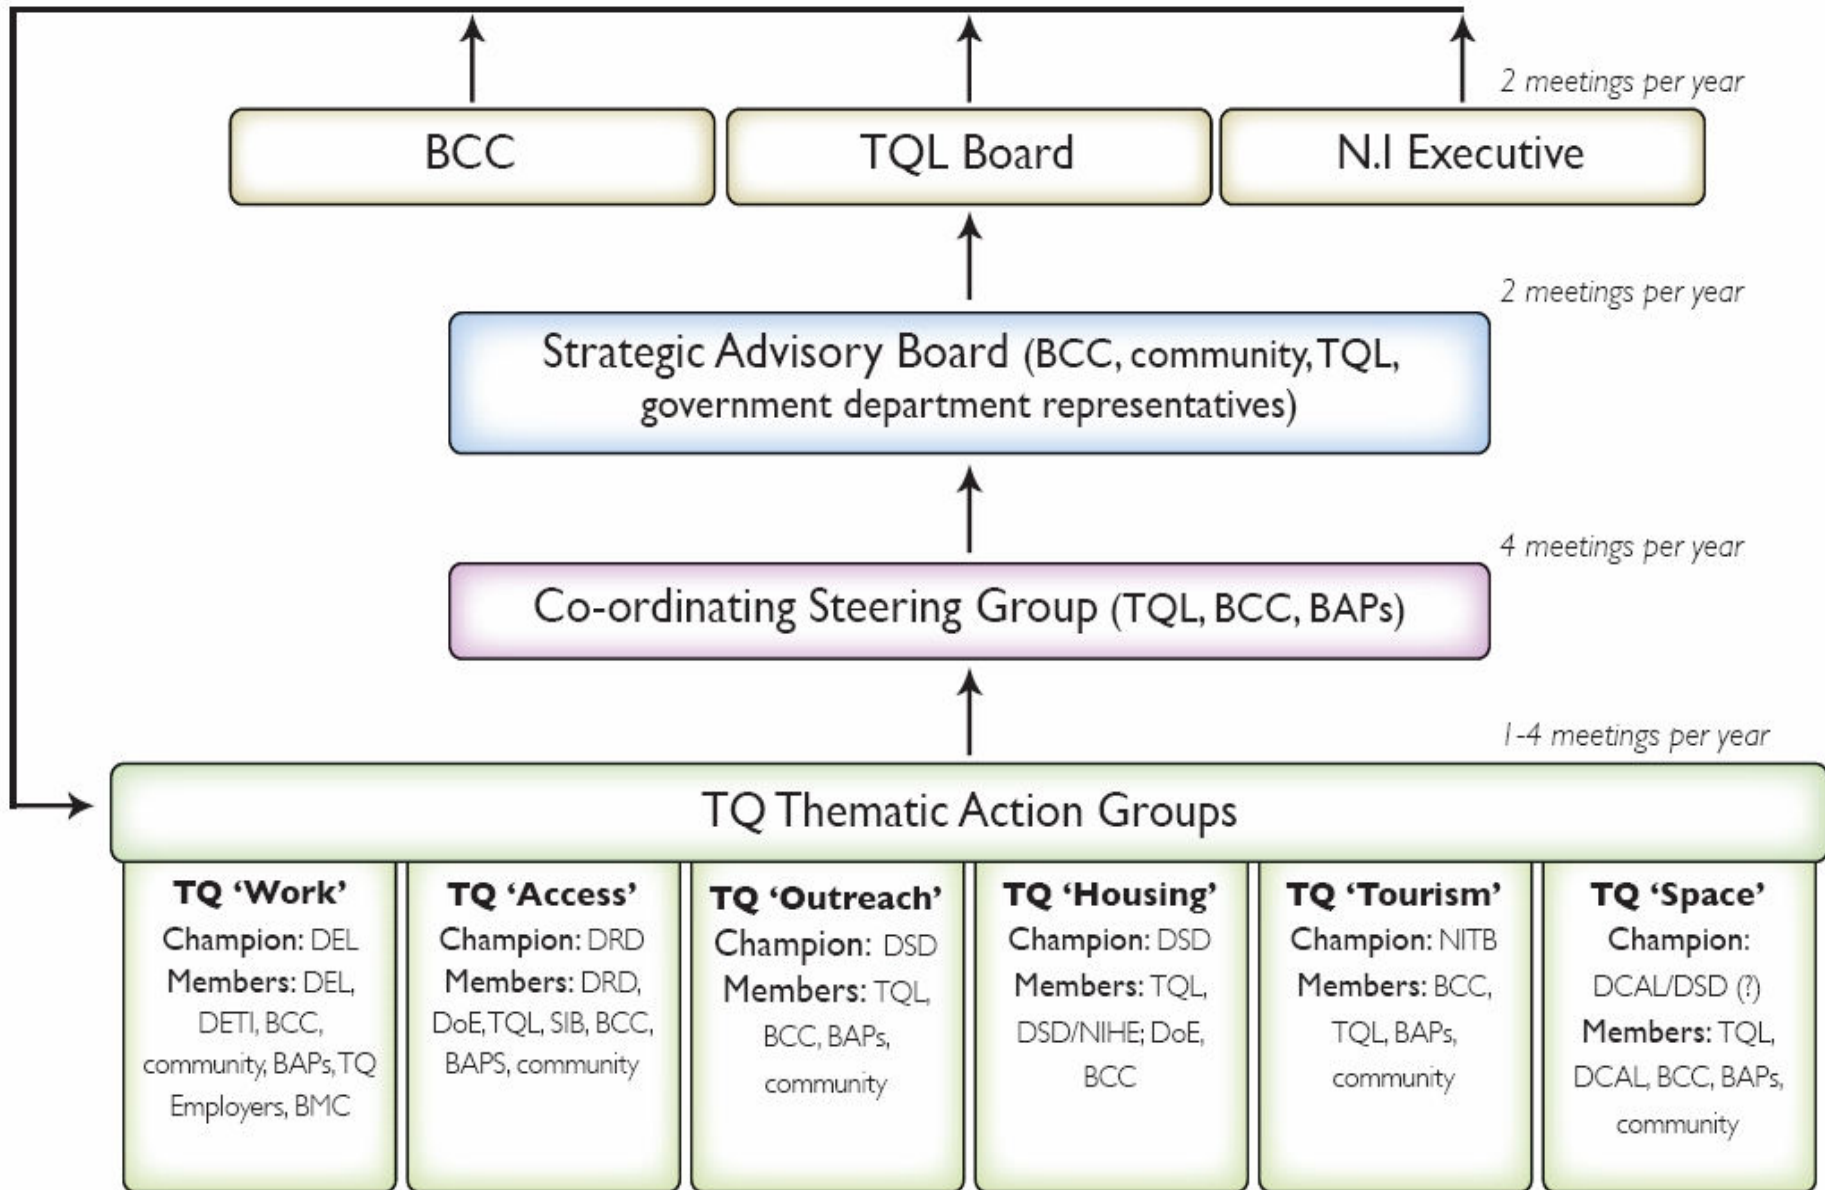 2 meetings per year
BCC
TQL Board
N.I Executive
2 meetings per year
Strategic Advisory Board (BCC, community, TQL,
government department representatives)
4 meetings per year
Co-ordinating Steering Group (TQL, BCC, BAPs)
1-4 meetings per year
TQ Thematic Action Groups
TQ ‘Work’
Champion: DEL
Members: DEL,
DETI, BCC,
community, BAPs, TQ
Employers, BMC
TQ ‘Access’
Champion: DRD
Members: DRD,
DoE, TQL, SIB, BCC,
BAPS, community
TQ ‘Outreach’
Champion: DSD
Members: TQL,
BCC, BAPs,
community
TQ ‘Housing’
Champion: DSD
Members: TQL,
DSD/NIHE; DoE,
BCC
TQ ‘Tourism’
Champion: NITB
Members: BCC,
TQL, BAPs,
community
TQ ‘Space’
Champion:
DCAL/DSD (?)
Members: TQL,
DCAL, BCC, BAPs,
community